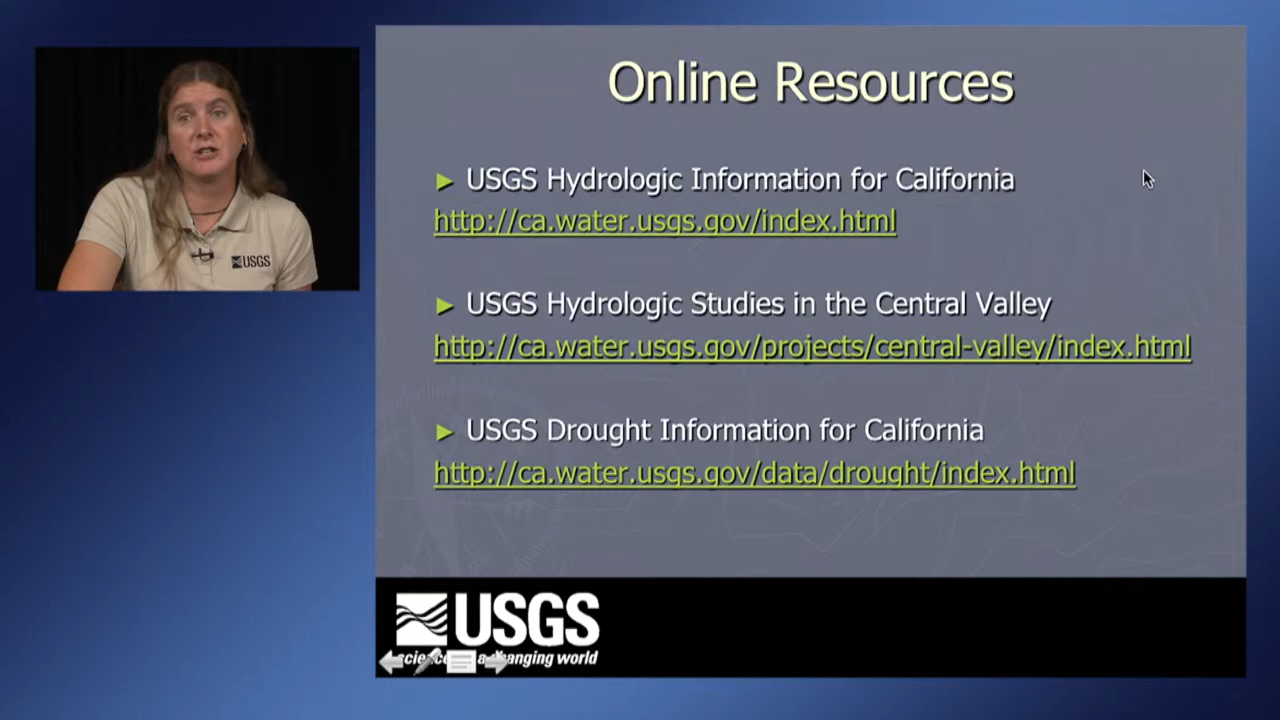 Online Resources
► USGS Hydrologic Information for California
http://ca.water.usgs.gov/index.html
► USGS Hydrologic Studies in the Central Valley
http://ca.water.usgs.gov/projects/central-valley/index.html
► USGS Drought Information for California
http://ca.water.usgs.gov/data/drought/index.html
USGS
USGS
changing world